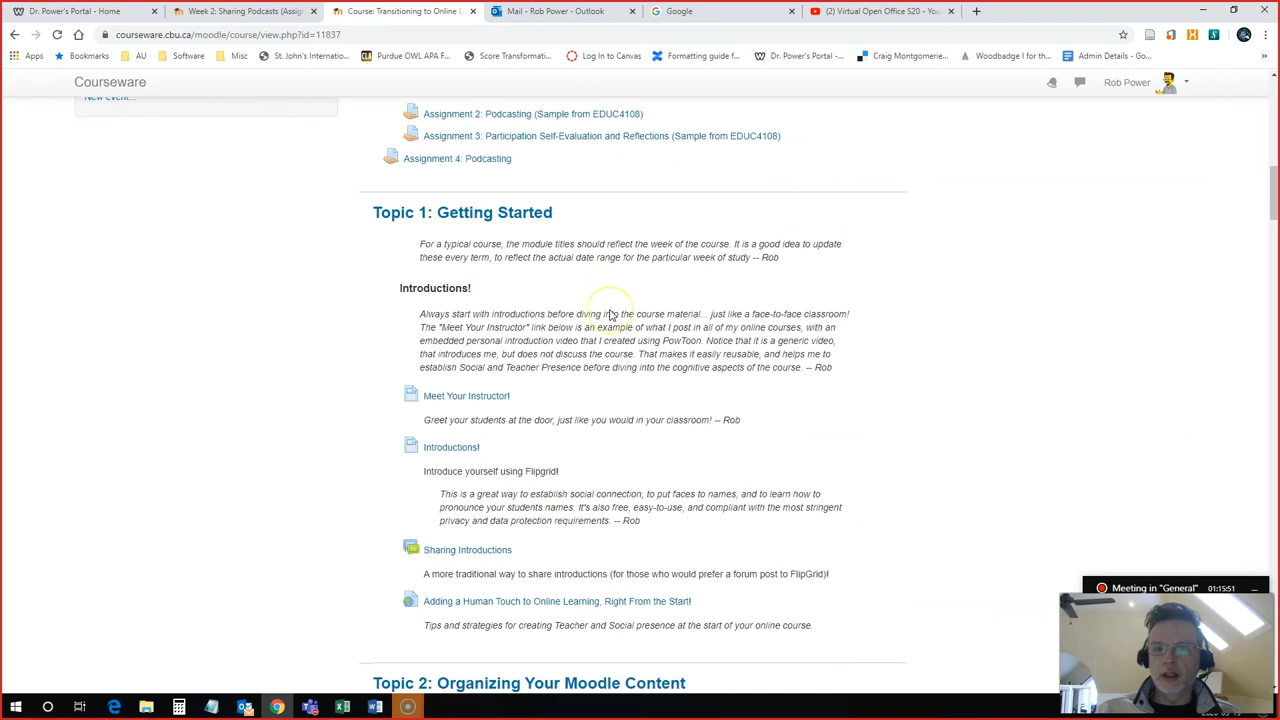 Dr. Power's Portal - Home
Week 2: Sharing Podcasts (Assig
Course: Transitioning to Online L
Mail - Rob Power - Outlook
Google
(2) Virtual Open Office S20 - You
courseware.cbu.ca/moodle/course/view.php?id=11837
Apps
Bookmarks
AU
Software
Misc
St. John's Internatio...
Purdue OWL APA F...
Score Transformati...
Log In to Canvas
Formatting guide f...
Dr. Power's Portal -...
Craig Montgomerie...
Woodbadge I for th...
Admin Details - Go...
Courseware
Rob Power
New event...
Assignment 2: Podcasting (Sample from EDUC4108)
Assignment 3: Participation Self-Evaluation and Reflections (Sample from EDUC4108)
Assignment 4: Podcasting
Topic 1: Getting Started
For a typical course, the module titles should reflect the week of the course. It is a good idea to update
these every term, to reflect the actual date range for the particular week of study -- Rob
Introductions!
Always start with introductions before diving into the course material... just like a face-to-face classroom!
The "Meet Your Instructor" link below is an example of what I post in all of my online courses, with an
embedded personal introduction video that I created using PowToon. Notice that it is a generic video,
that introduces me, but does not discuss the course. That makes it easily reusable, and helps me to
establish Social and Teacher Presence before diving into the cognitive aspects of the course. -- Rob
Meet Your Instructor!
Greet your students at the door, just like you would in your classroom! -- Rob
Introductions!
Introduce yourself using Flipgrid!
This is a great way to establish social connection, to put faces to names, and to learn how to
pronounce your students names. It's also free, easy-to-use, and compliant with the most stringent
privacy and data protection requirements. -- Rob
Sharing Introductions
A more traditional way to share introductions (for those who would prefer a forum post to FlipGrid)!
Meeting in "General"
01:15:51
Adding a Human Touch to Online Learning, Right From the Start!
Tips and strategies for creating Teacher and Social presence at the start of your online course.
Topic 2: Organizing Your Moodle Content